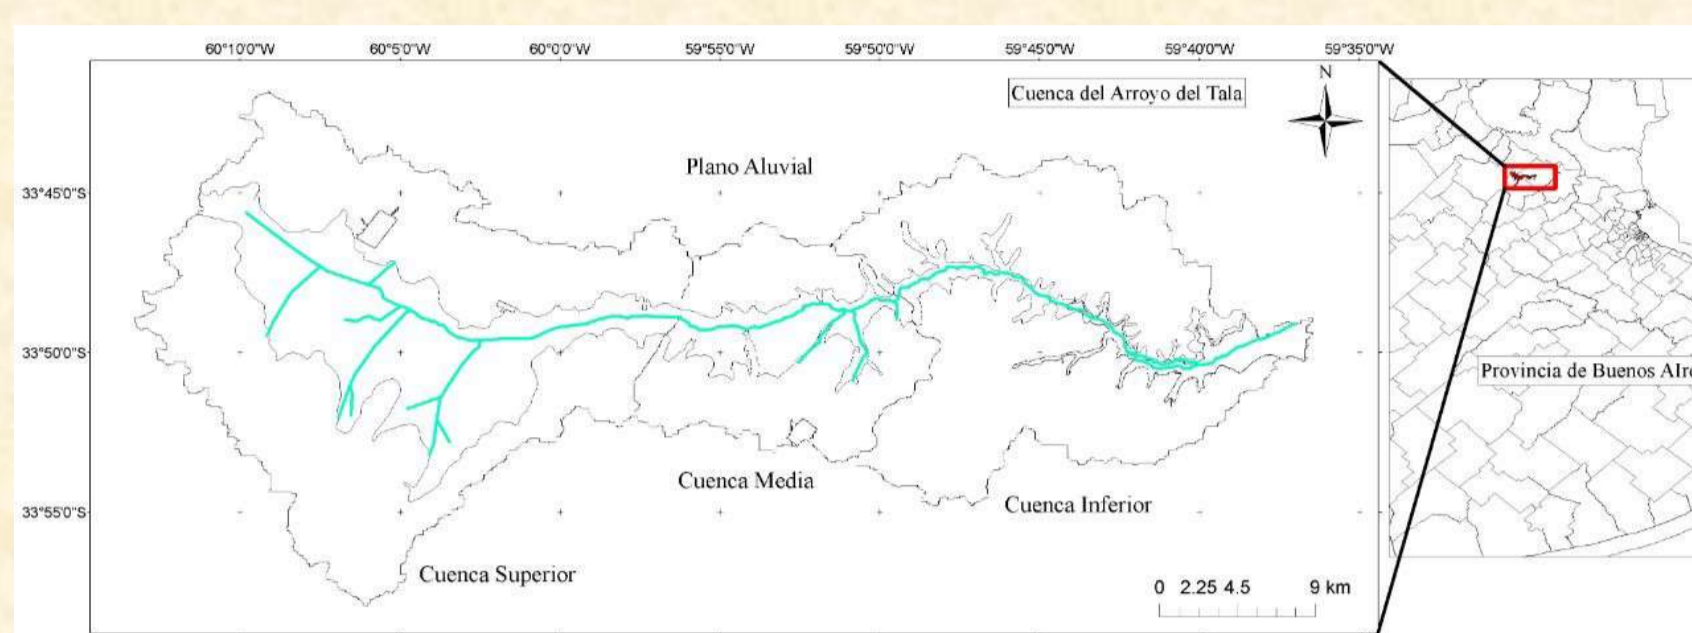 60°10'0"W 60°5'0"W 60°0'0"W 59°55'0"W 59°50'0"W 59°45'0"W 59°40'0"W 59°35'0"W
N
Cuenca del Arroyo del Tala
Plano Aluvial
33°45'0"S
33°50'0"S
Provincia de Buenos AIre
Cuenca Media
Cuenca Inferior
33°55'0"S
Cuenca Superior
0 2.25 4.5 9 km